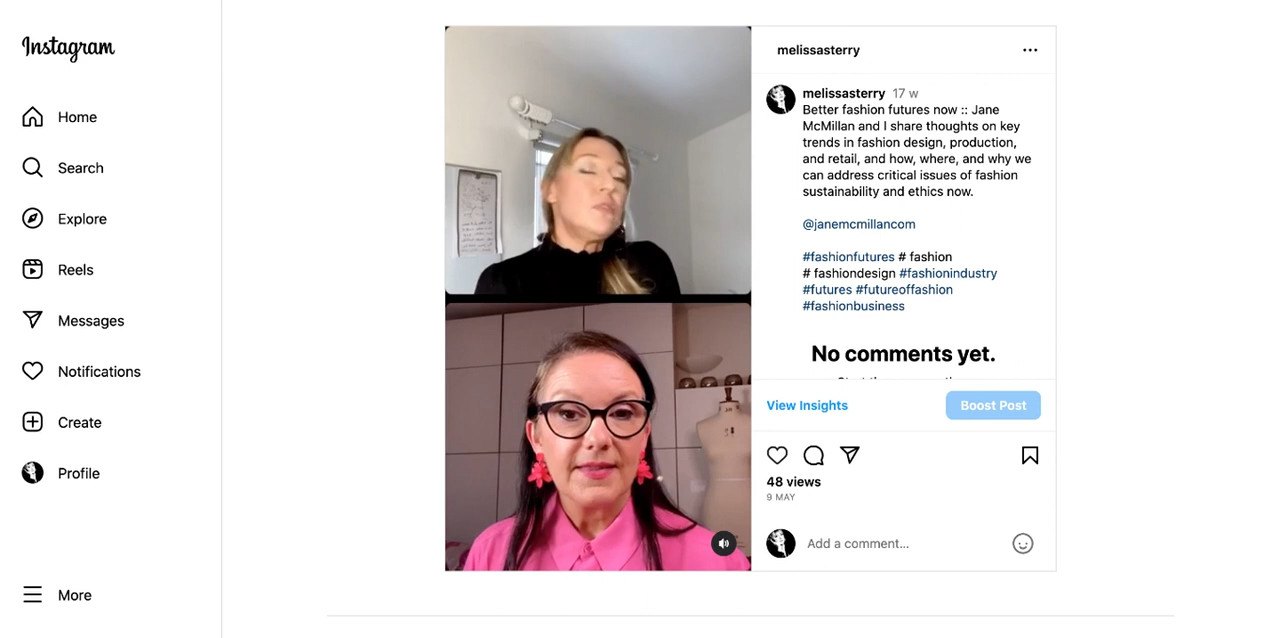 Instagram
Home
Search
Explore
Reels
Messages
Notifications
Create
Profile
More
melissasterry
melissasterry 17 w
Better fashion futures now :: Jane
McMillan and I share thoughts on key
trends in fashion design, production,
and retail, and how, where, and why we
can address critical issues of fashion
sustainability and ethics now.
@janemcmillancom
#fashionfutures # fashion
# fashiondesign #fashionindustry
#futures #futureoffashion
#fashionbusiness
No comments yet.
View Insights
Boost Post
48 views
9 MAY
Add a comment...